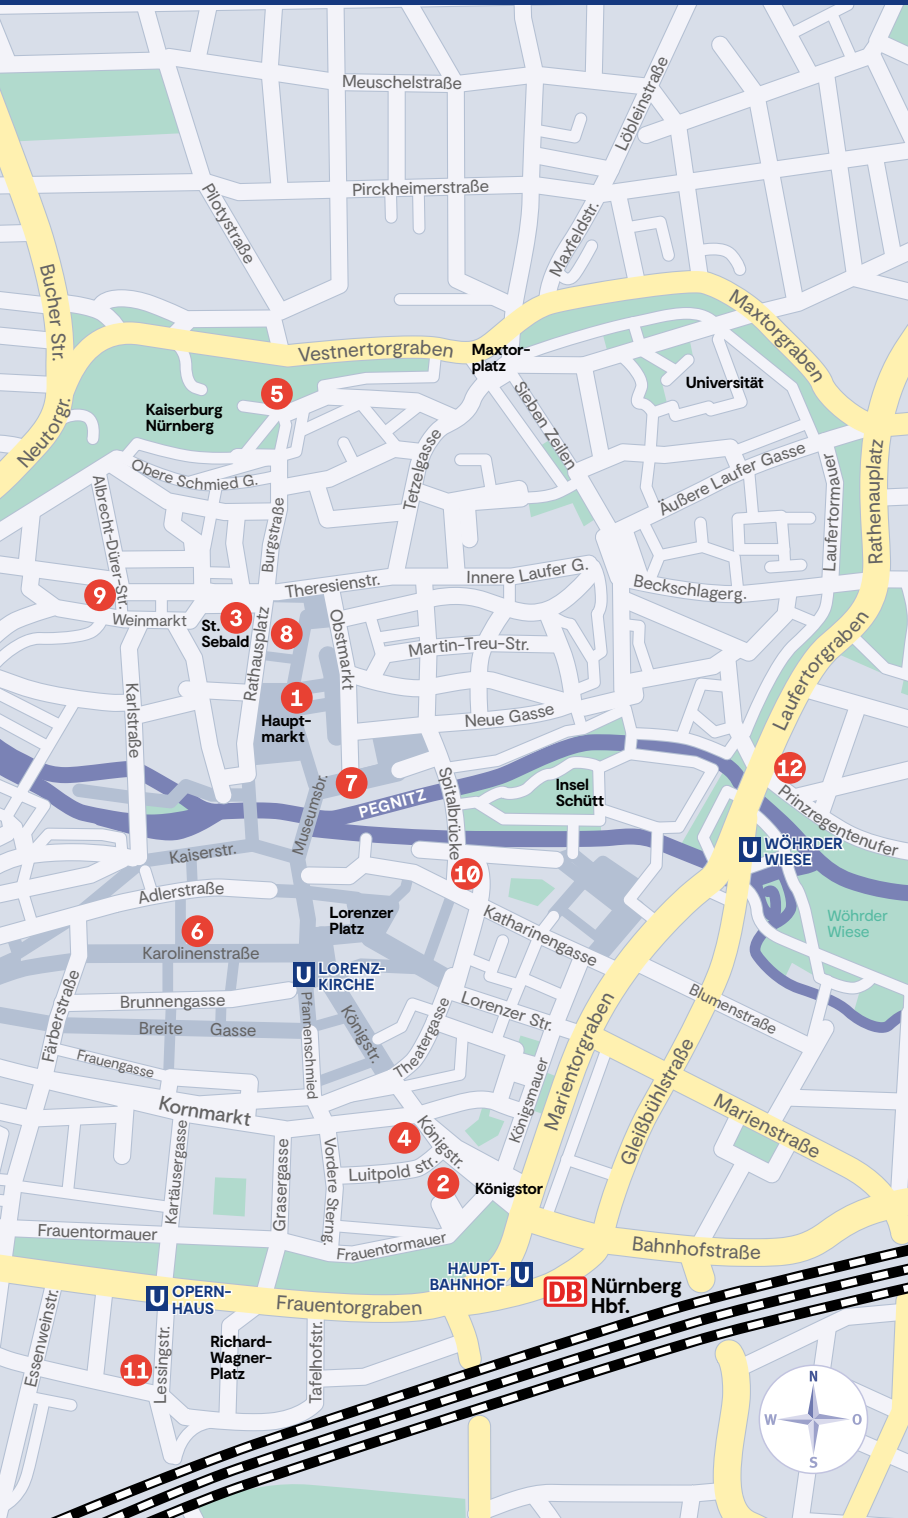 Meuschelstraße
Löbleinstraße
Pirckheimerstraße
Pilotystraße
Maxfeldstr.
Bucher Str.
Maxtorgraben
Vestnertorgraben
Maxtor-
platz
Universität
5
Kaiserburg
Nürnberg
Neutorgr.
Sieben Zeilen
Tetzelgasse
Äußere Laufer Gasse
Rathenauplatz
Obere Schmied G.
Albrecht-Dürer-Str.
Burgstraße
Laufertormauer
Theresienstr.
Innere Laufer G.
Beckschlagerg.
9
Weinmarkt
3
St.
Sebald
8
Rathausplatz
Obstmarkt
Martin-Treu-Str.
Laufertorgraben
Karlstraße
1
Haupt-
markt
Neue Gasse
7
PEGNITZ
Spitalbrücke
Insel
Schütt
12
Prinzregentenufer
Museumsbr.
U WÖHRDER
WIESE
Kaiserstr.
10
Adlerstraße
Lorenzer
Platz
Katharinengasse
Wöhrder
Wiese
6
Karolinenstraße
U LORENZ-
KIRCHE
Brunnengasse
Breite Gasse
Pfannenschmied
Königstr.
Lorenzer Str.
Blumenstraße
Färberstraße
Theatergasse
Frauengasse
Königsmauer
Marientorgraben
Gleißbühlstraße
Marienstraße
Kornmarkt
4
Königstr.
Kartäusergasse
Grasergasse
Vordere Sterng.
Luitpold str.
2
Königstor
Frauentormauer
Frauentormauer
Bahnhofstraße
HAUPT-
BAHNHOF U
DB Nürnberg
Hbf.
U OPERN-
HAUS
Frauentorgraben
Essenweinstr.
Lessingstr.
11
Richard-
Wagner-
Platz
Tafelhofstr.
N
W O
S